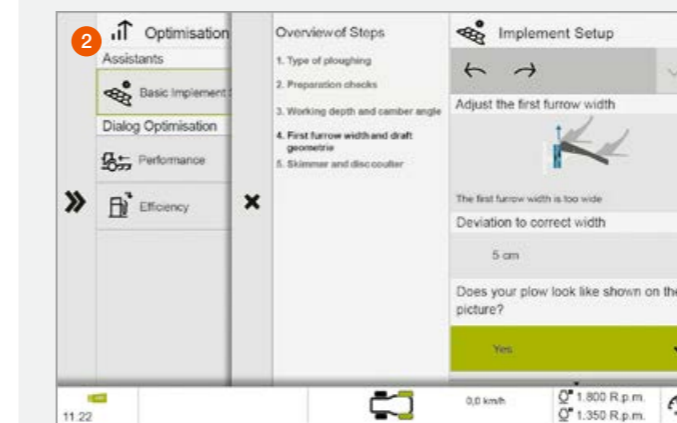 2
Optimisation
Assistants
Basic Implement
Dialog Optimisation
Performance
Efficiency
Overview of Steps
1. Type of ploughing
2. Preparation checks
3. Working depth and camber angle
4. First furrow width and draft
geometrie
5. Skimmer and disc coulter
Implement Setup
Adjust the first furrow width
The first furrow width is too wide
Deviation to correct width
5 cm
Does your plow look like shown on the
picture?
Yes
11.22
0,0 km/h
1.800 R.p.m.
1.350 R.p.m.